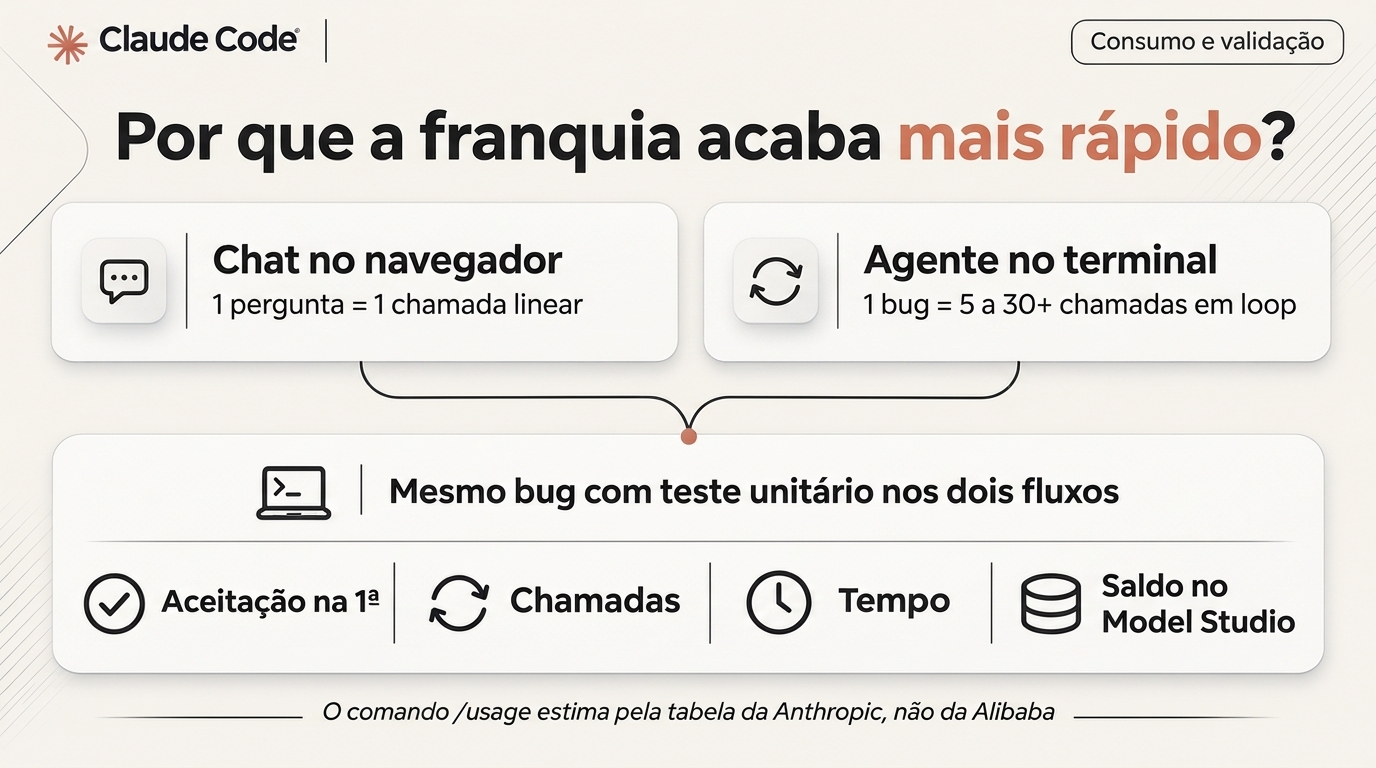 Claude Code
Consumo e validação
Por que a franquia acaba mais rápido?
Chat no navegador
1 pergunta = 1 chamada linear
Agente no terminal
1 bug = 5 a 30+ chamadas em loop
Mesmo bug com teste unitário nos dois fluxos
Aceitação na 1ª
Chamadas
Tempo
Saldo no
Model Studio
O comando /usage estima pela tabela da Anthropic, não da Alibaba